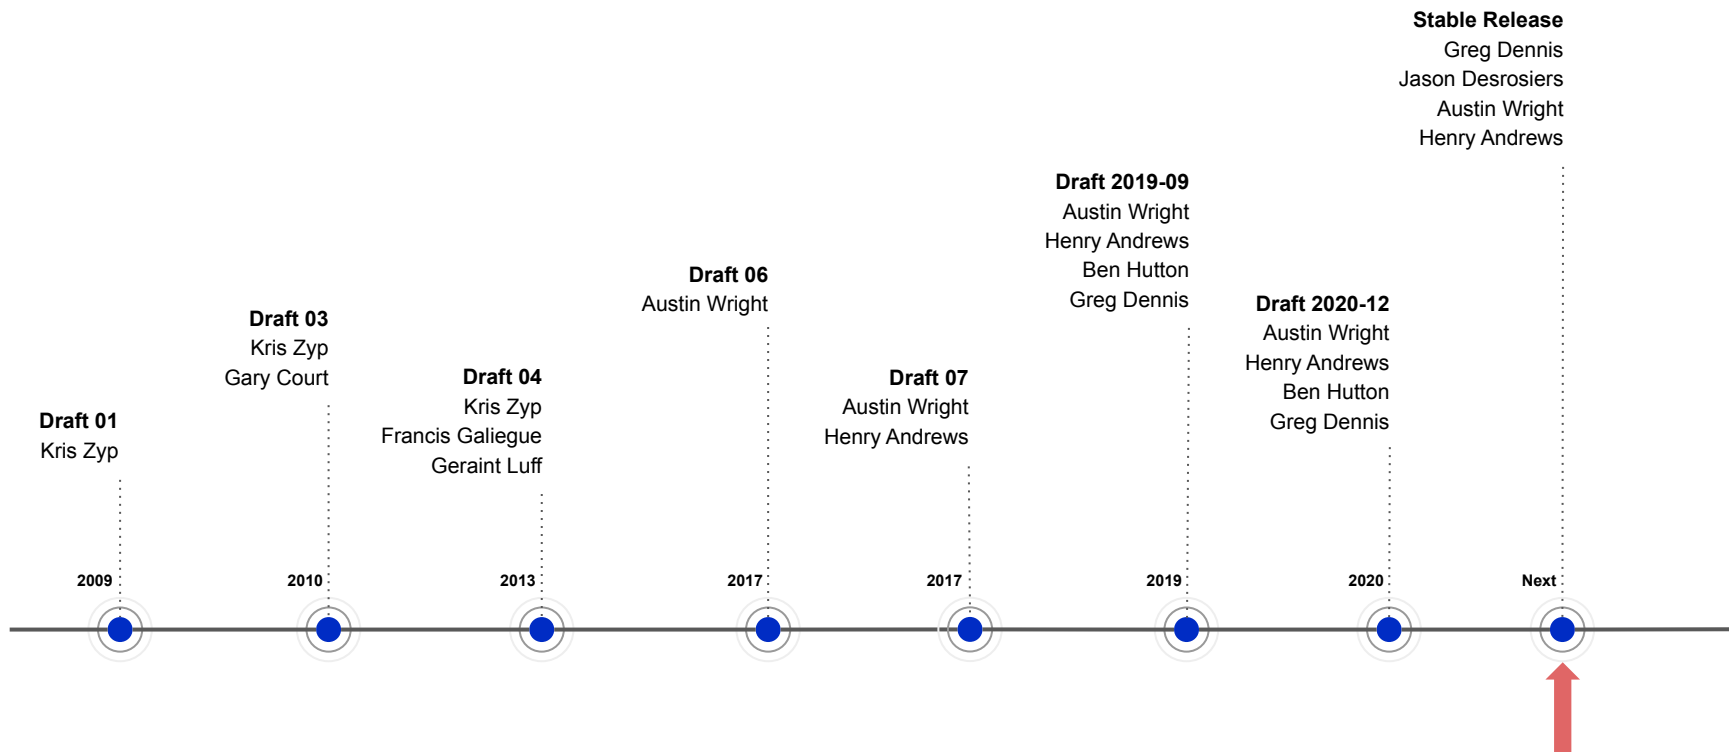 Draft 01
Kris Zyp
2009
Draft 03
Kris Zyp
Gary Court
2010
Draft 04
Kris Zyp
Francis Galiegue
Geraint Luff
2013
Draft 06
Austin Wright
2017
Draft 07
Austin Wright
Henry Andrews
2017
Draft 2019-09
Austin Wright
Henry Andrews
Ben Hutton
Greg Dennis
2019
Draft 2020-12
Austin Wright
Henry Andrews
Ben Hutton
Greg Dennis
2020
Stable Release
Greg Dennis
Jason Desrosiers
Austin Wright
Henry Andrews
Next